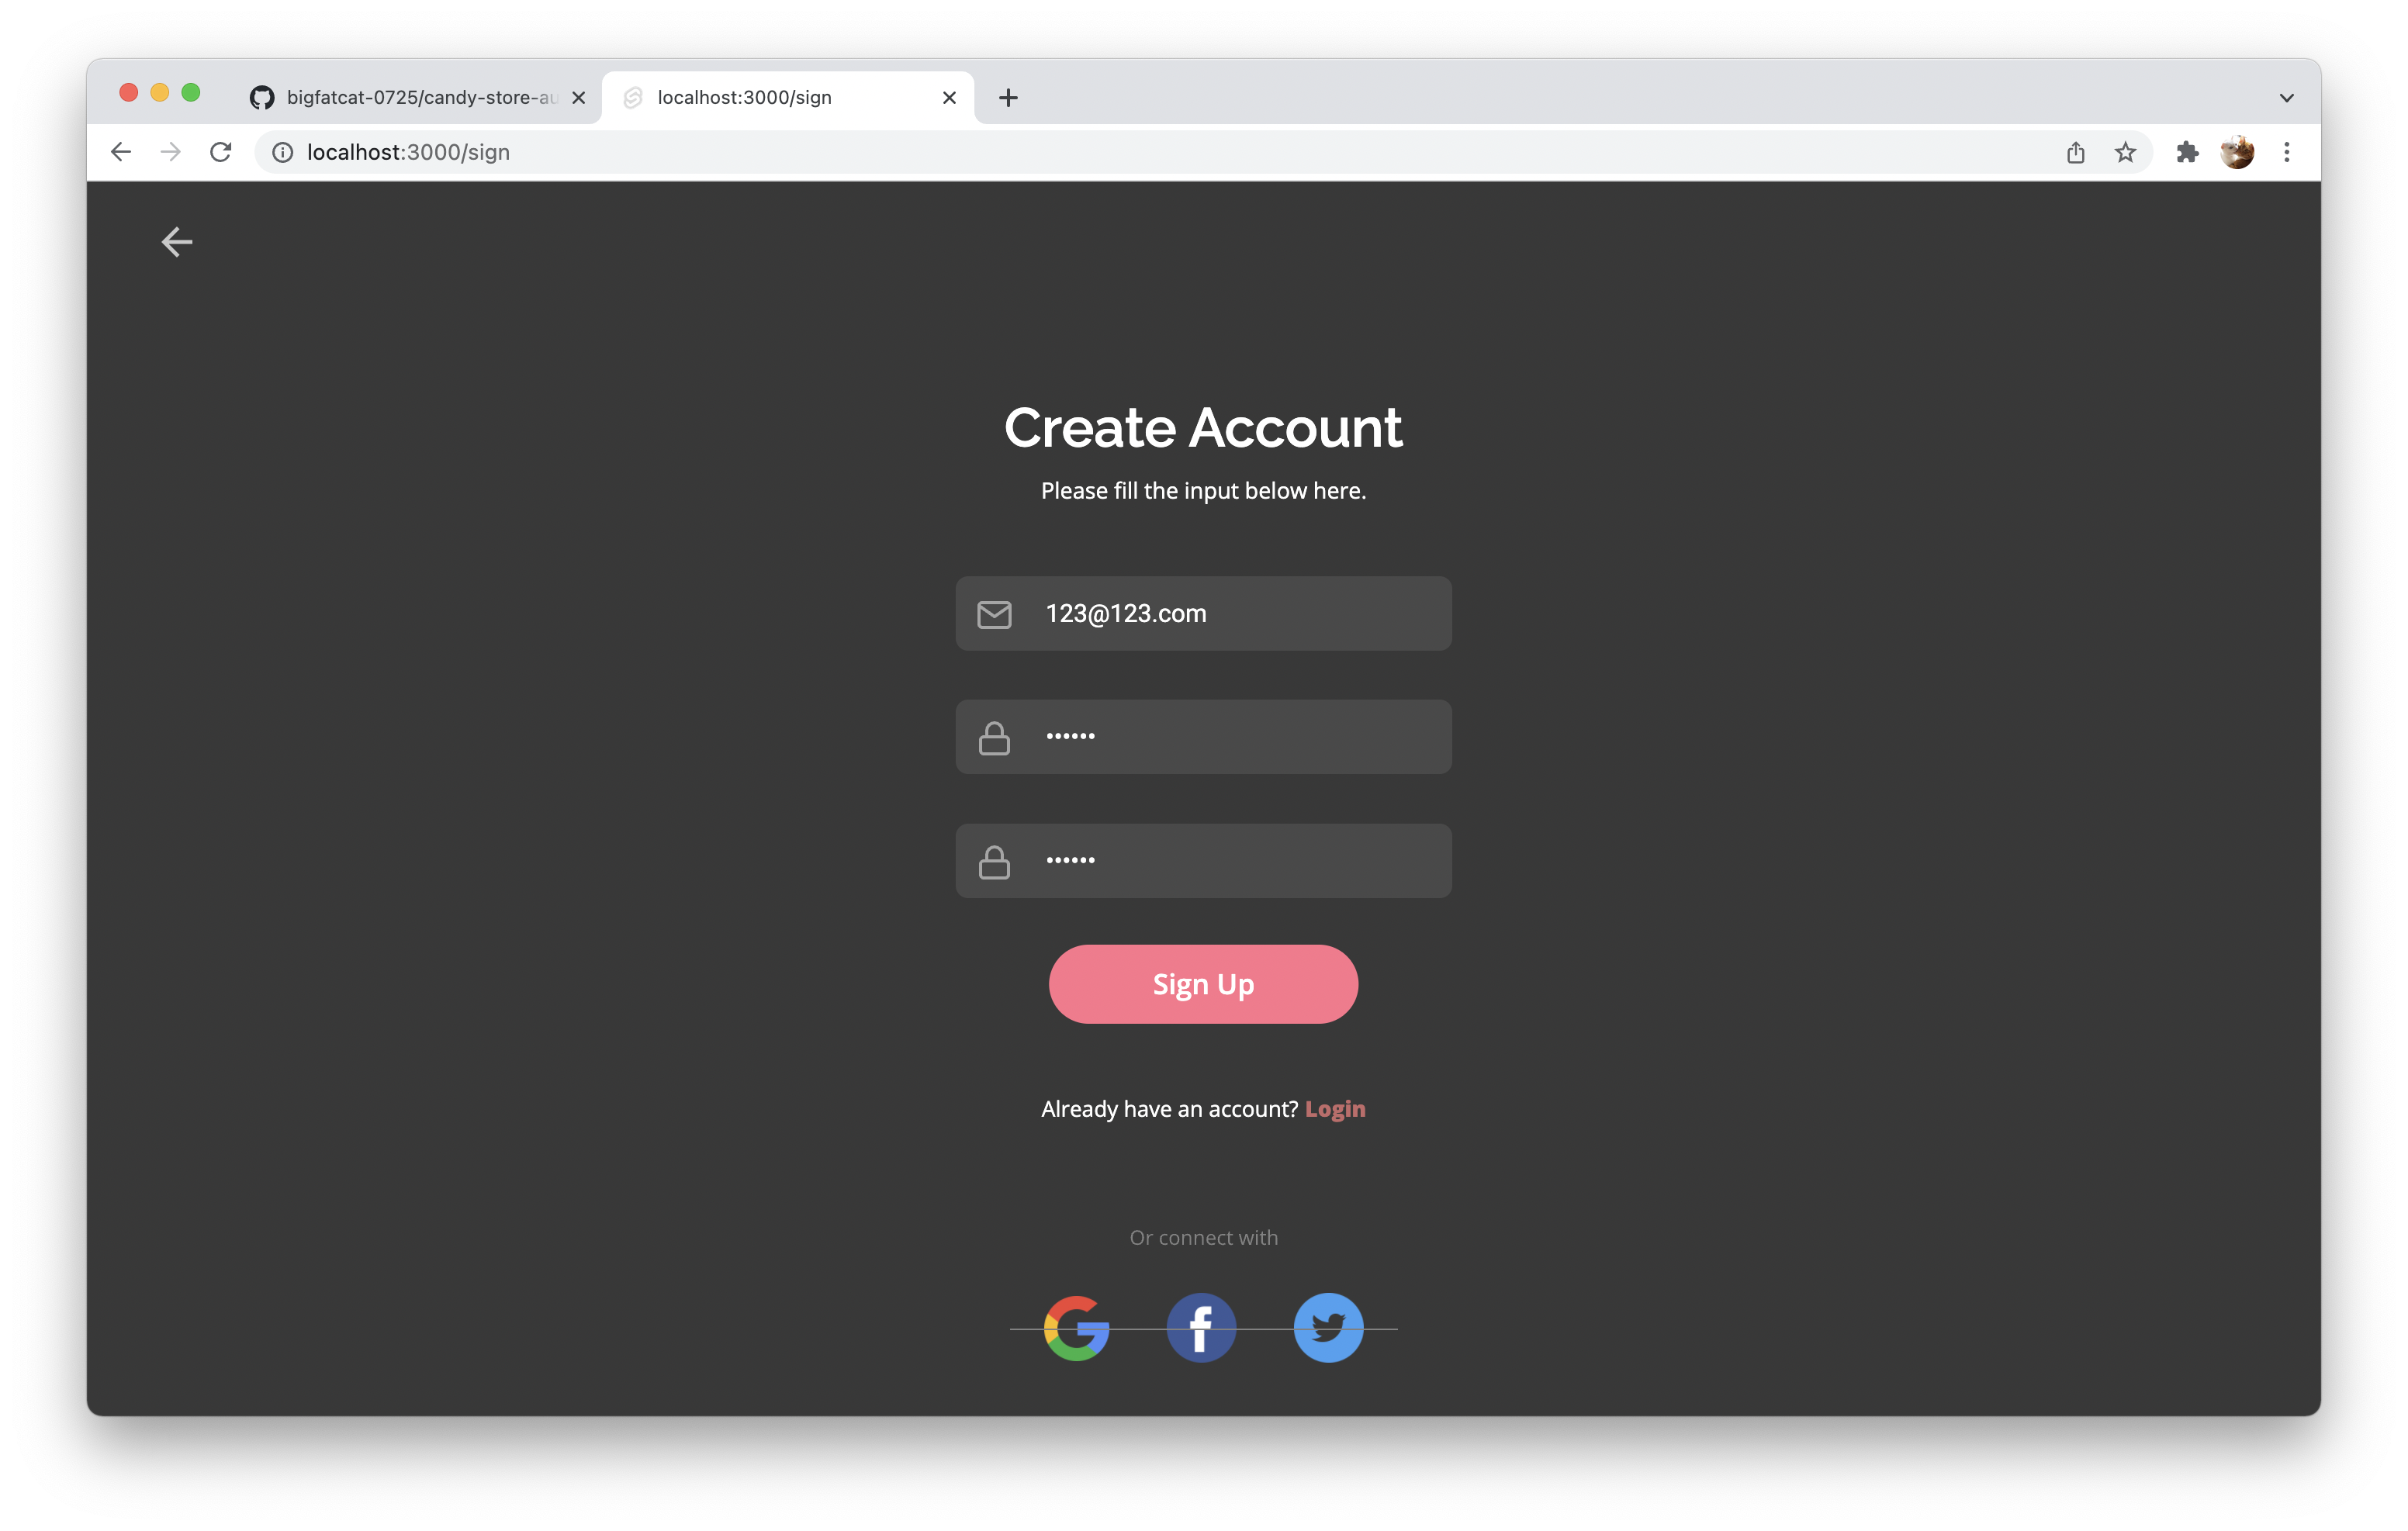 bigfatcat-0725/candy-store-au
localhost:3000/sign
localhost:3000/sign
Create Account
Please fill the input below here.
123@123.com
••••••
••••••
Sign Up
Already have an account? Login
Or connect with